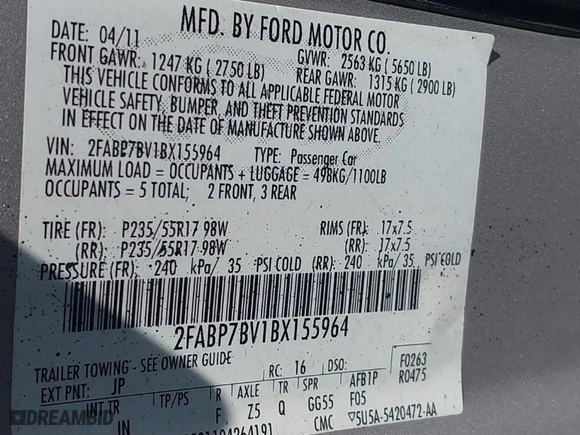 MFD. BY FORD MOTOR CO.
DATE: 04/11
GVWR: 2563 KG ( 5650 LB)
FRONT GAWR: 1247 KG ( 2750 LB)
REAR GAWR: 1315 KG ( 2900 LB)
THIS VEHICLE CONFORMS TO ALL APPLICABLE FEDERAL MOTOR
VEHICLE SAFETY, BUMPER, AND THEFT PREVENTION STANDARDS
IN EFFECT ON THE DATE OF MANUFACTURE SHOWN ABOVE.
VIN: 2FABP7BV1BX155964 TYPE: Passenger Car
MAXIMUM LOAD = OCCUPANTS + LUGGAGE = 498KG/1100LB
OCCUPANTS = 5 TOTAL; 2 FRONT, 3 REAR
TIRE (FR): P235/55R17 98W RIMS (FR): 17x7.5
(RR): P235/55R17 98W (RR): 17x7.5
PRESSURE (FR): 240 kPa/ 35 PSI COLD (RR): 240 kPa/ 35 PSI COLD
2FABP7BV1BX155964
TRAILER TOWING - SEE OWNER GUIDE
RC: 16 DSO: F0263
EXT PNT: JP R0475
INT TR TP/PS R AXLE TR SPR AFB1P
IN F Z5 Q GG55 F05
CMC 5U5A-5420472-AA
DREAMBID